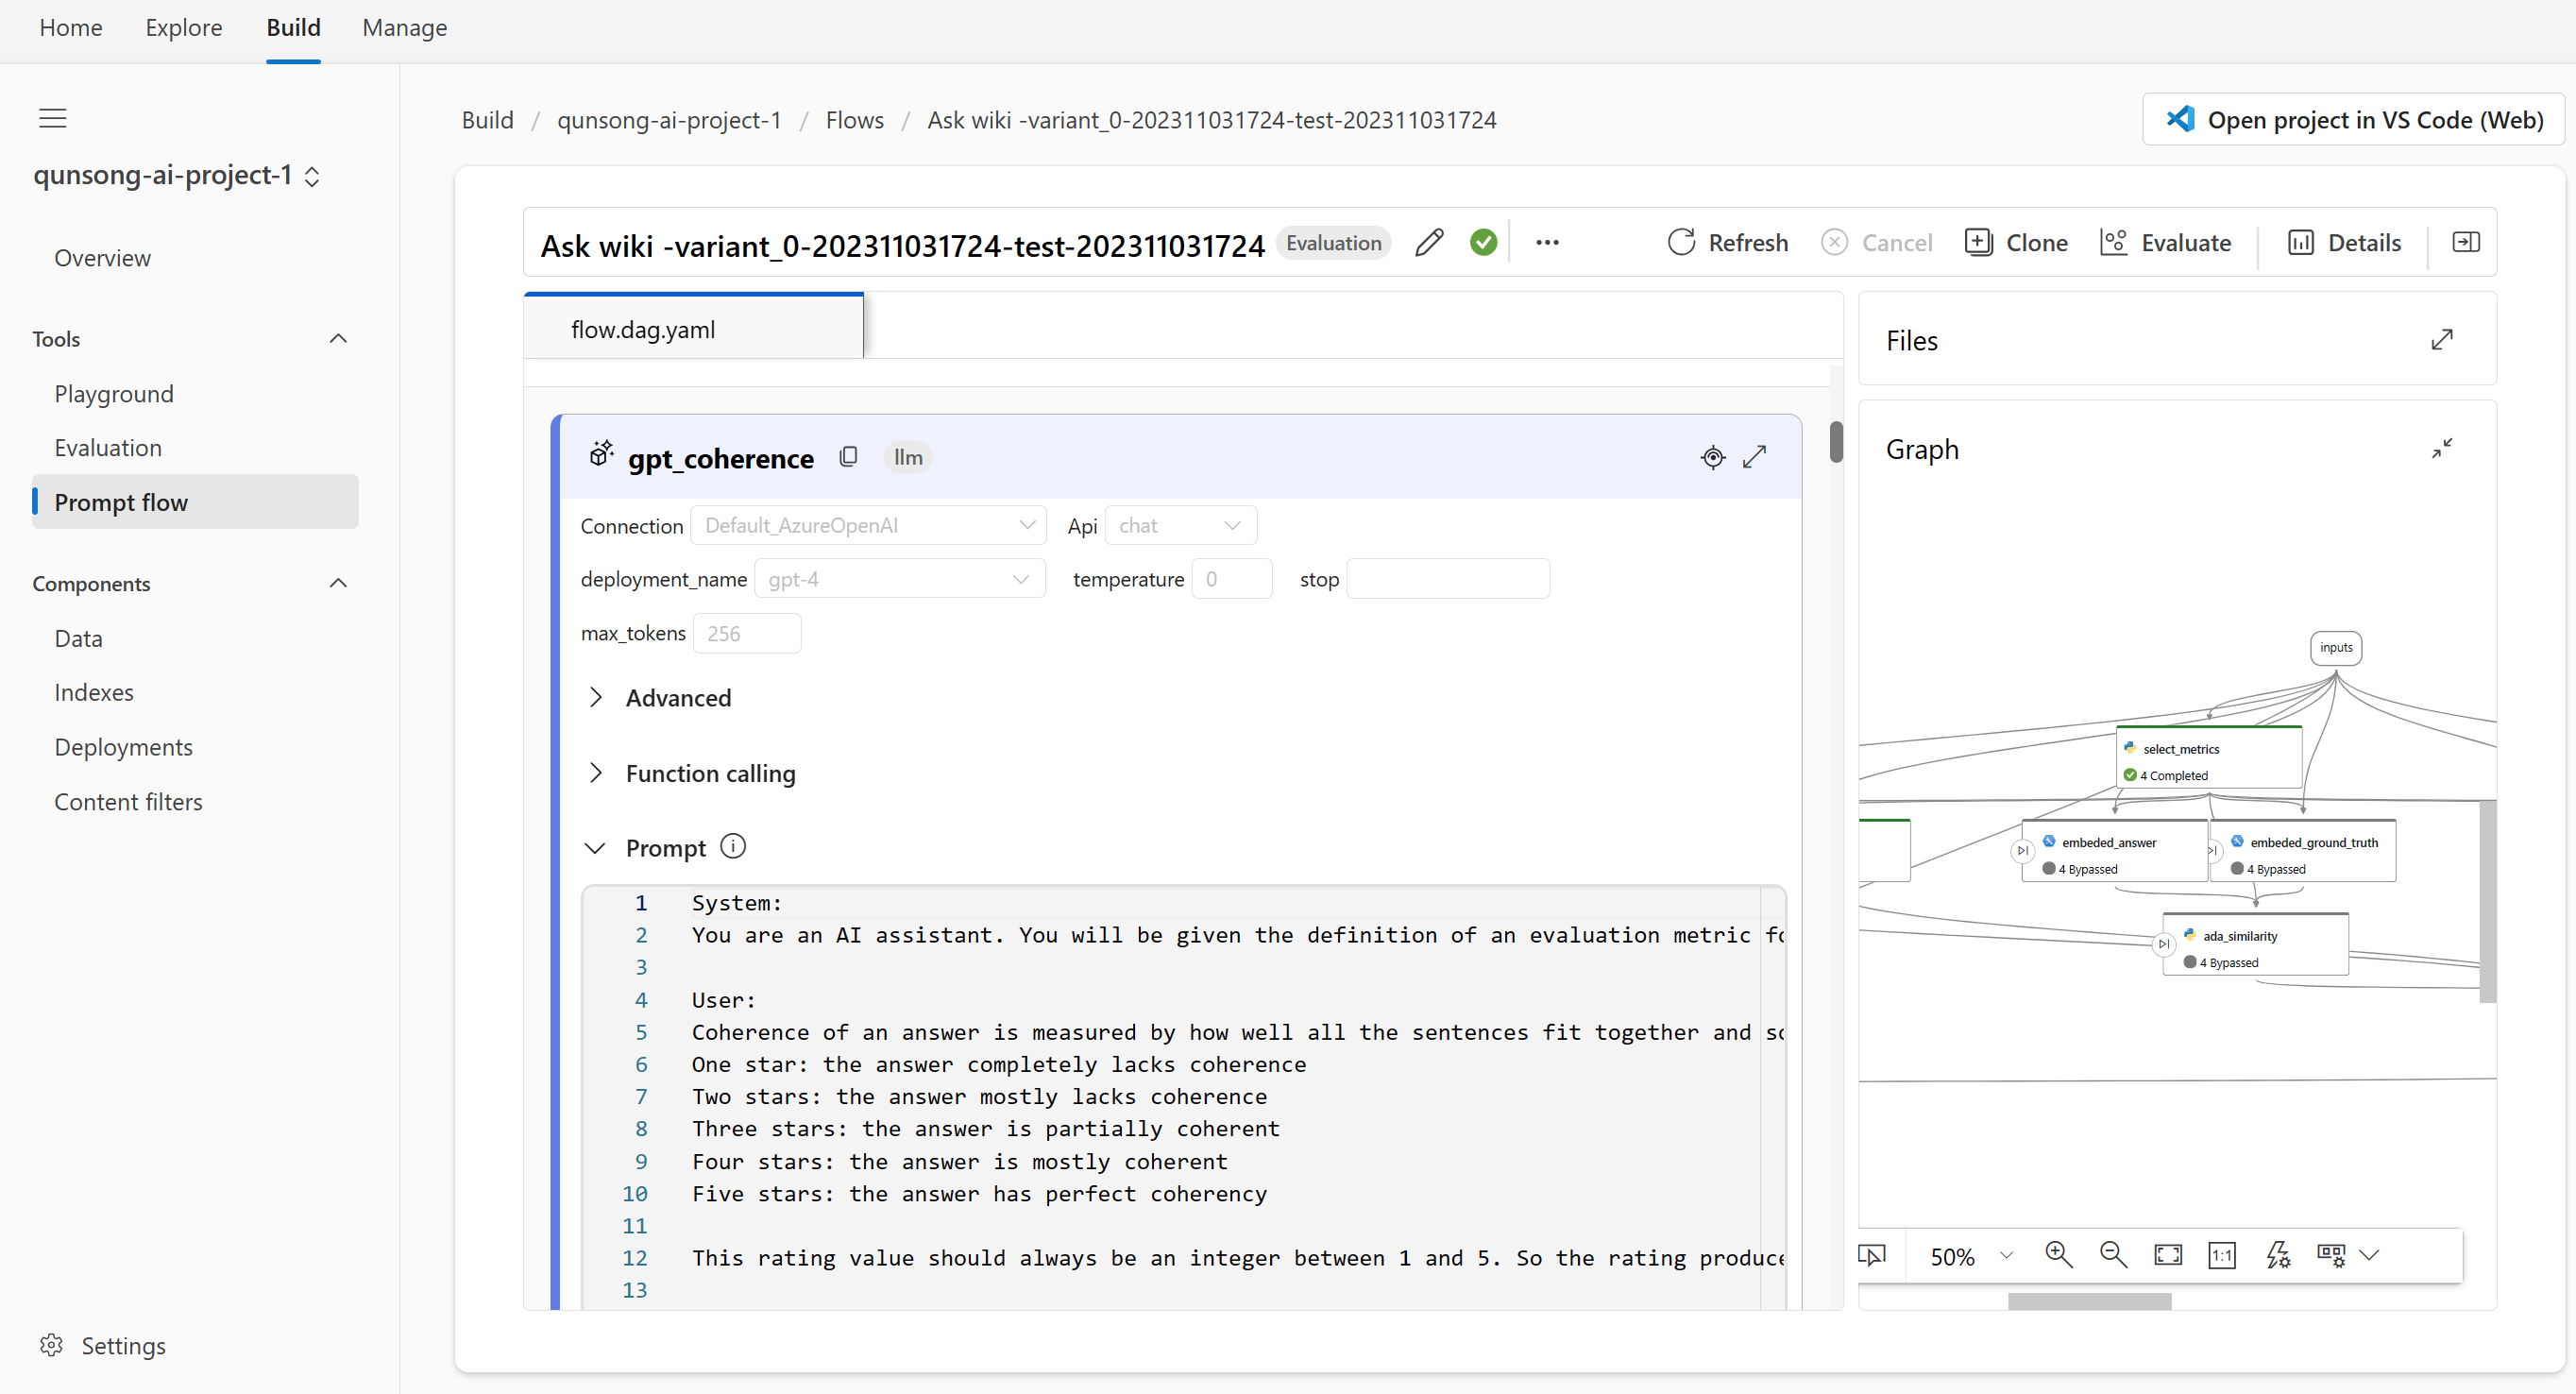 Home Explore Build Manage
qunsong-ai-project-1
Overview
Tools
Playground
Evaluation
Prompt flow
Components
Data
Indexes
Deployments
Content filters
Settings
Build / qunsong-ai-project-1 / Flows / Ask wiki -variant_0-202311031724-test-202311031724
Open project in VS Code (Web)
Ask wiki -variant_0-202311031724-test-202311031724 Evaluation
Refresh Cancel Clone Evaluate Details
flow.dag.yaml
gpt_coherence llm
Connection Default_AzureOpenAI Api chat
deployment_name gpt-4 temperature 0 stop
max_tokens 256
Advanced
Function calling
Prompt
1 System:
2 You are an AI assistant. You will be given the definition of an evaluation metric fo
3
4 User:
5 Coherence of an answer is measured by how well all the sentences fit together and so
6 One star: the answer completely lacks coherence
7 Two stars: the answer mostly lacks coherence
8 Three stars: the answer is partially coherent
9 Four stars: the answer is mostly coherent
10 Five stars: the answer has perfect coherency
11
12 This rating value should always be an integer between 1 and 5. So the rating produce
13
Files
Graph
inputs
select_metrics
4 Completed
embeded_answer
4 Bypassed
embeded_ground_truth
4 Bypassed
ada_similarity
4 Bypassed
50%
1:1